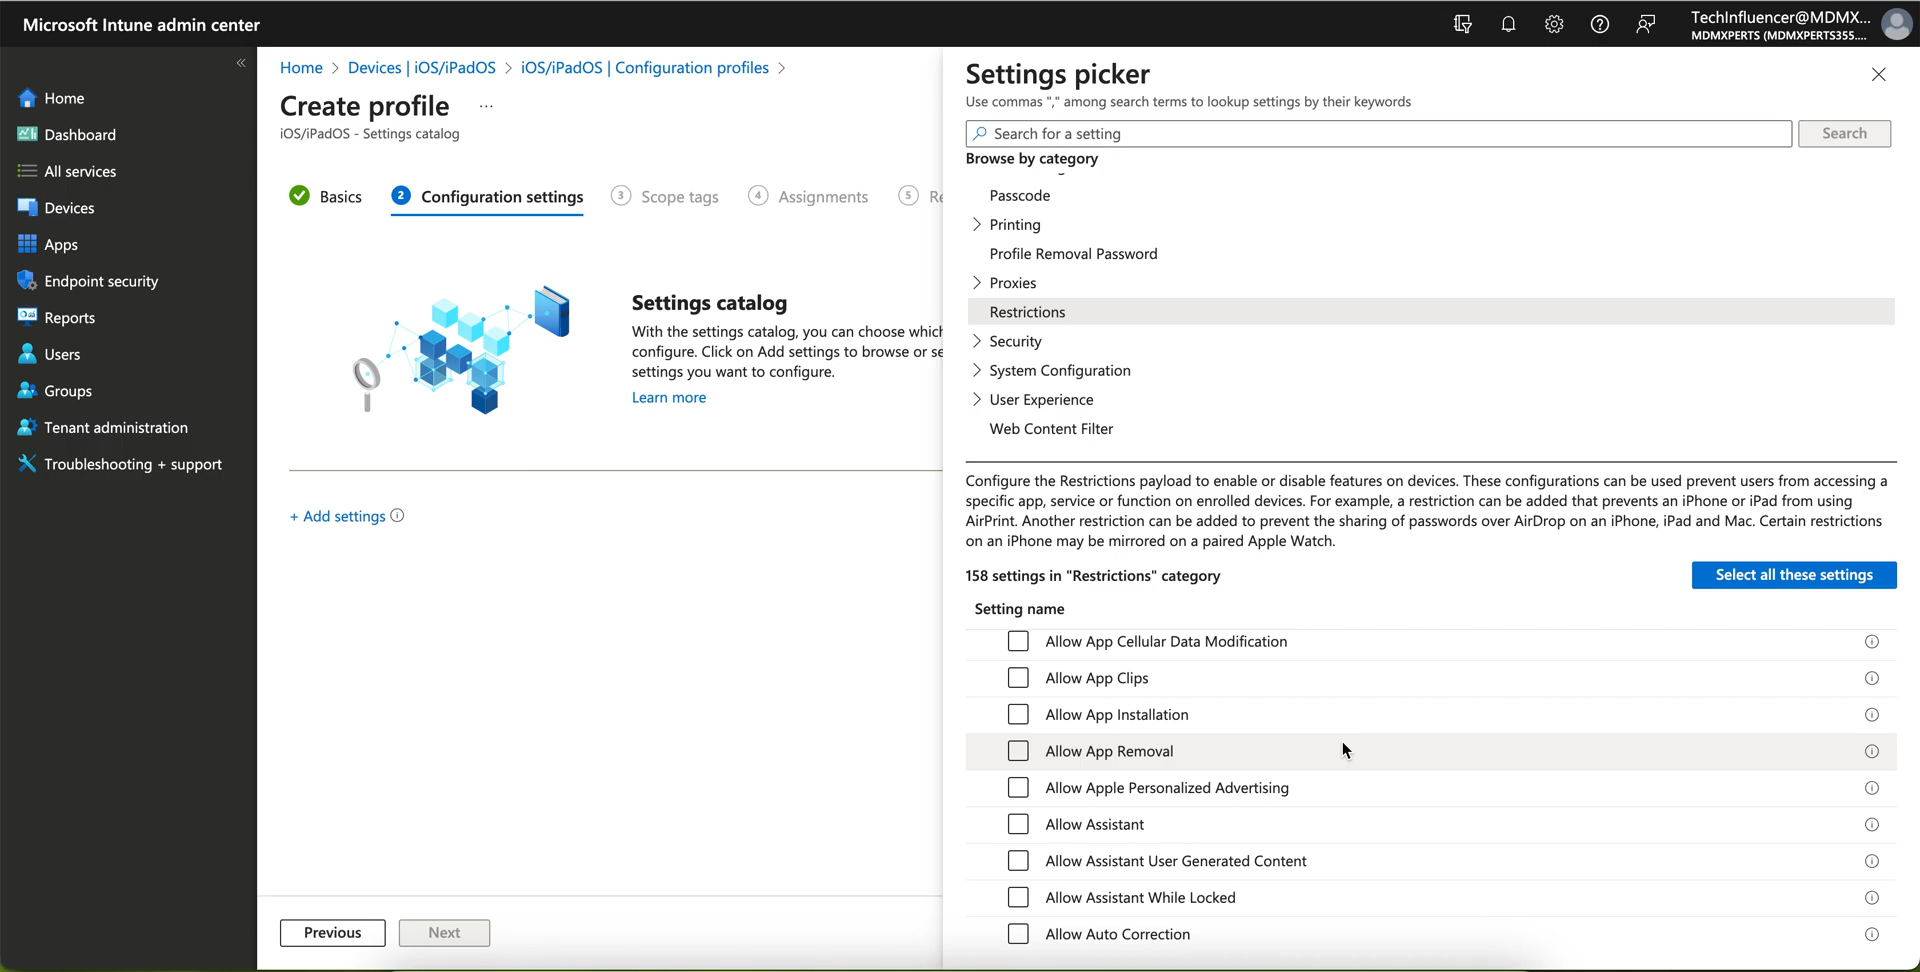 Microsoft Intune admin center
TechInfluencer@MDMX...
MDMXPERTS (MDMXPERTS355....
«
Home
Dashboard
All services
Devices
Apps
Endpoint security
Reports
Users
Groups
Tenant administration
Troubleshooting + support
Home > Devices | iOS/iPadOS > iOS/iPadOS | Configuration profiles >
Create profile ...
iOS/iPadOS - Settings catalog
Basics
2 Configuration settings
3 Scope tags
4 Assignments
5 Re
Settings catalog
With the settings catalog, you can choose which
configure. Click on Add settings to browse or se
settings you want to configure.
Learn more
+ Add settings
Previous
Next
Settings picker
Use commas "," among search terms to lookup settings by their keywords
Search for a setting
Search
Browse by category
Passcode
Printing
Profile Removal Password
Proxies
Restrictions
Security
System Configuration
User Experience
Web Content Filter
Configure the Restrictions payload to enable or disable features on devices. These configurations can be used prevent users from accessing a
specific app, service or function on enrolled devices. For example, a restriction can be added that prevents an iPhone or iPad from using
AirPrint. Another restriction can be added to prevent the sharing of passwords over AirDrop on an iPhone, iPad and Mac. Certain restrictions
on an iPhone may be mirrored on a paired Apple Watch.
158 settings in "Restrictions" category
Select all these settings
Setting name
Allow App Cellular Data Modification
Allow App Clips
Allow App Installation
Allow App Removal
Allow Apple Personalized Advertising
Allow Assistant
Allow Assistant User Generated Content
Allow Assistant While Locked
Allow Auto Correction